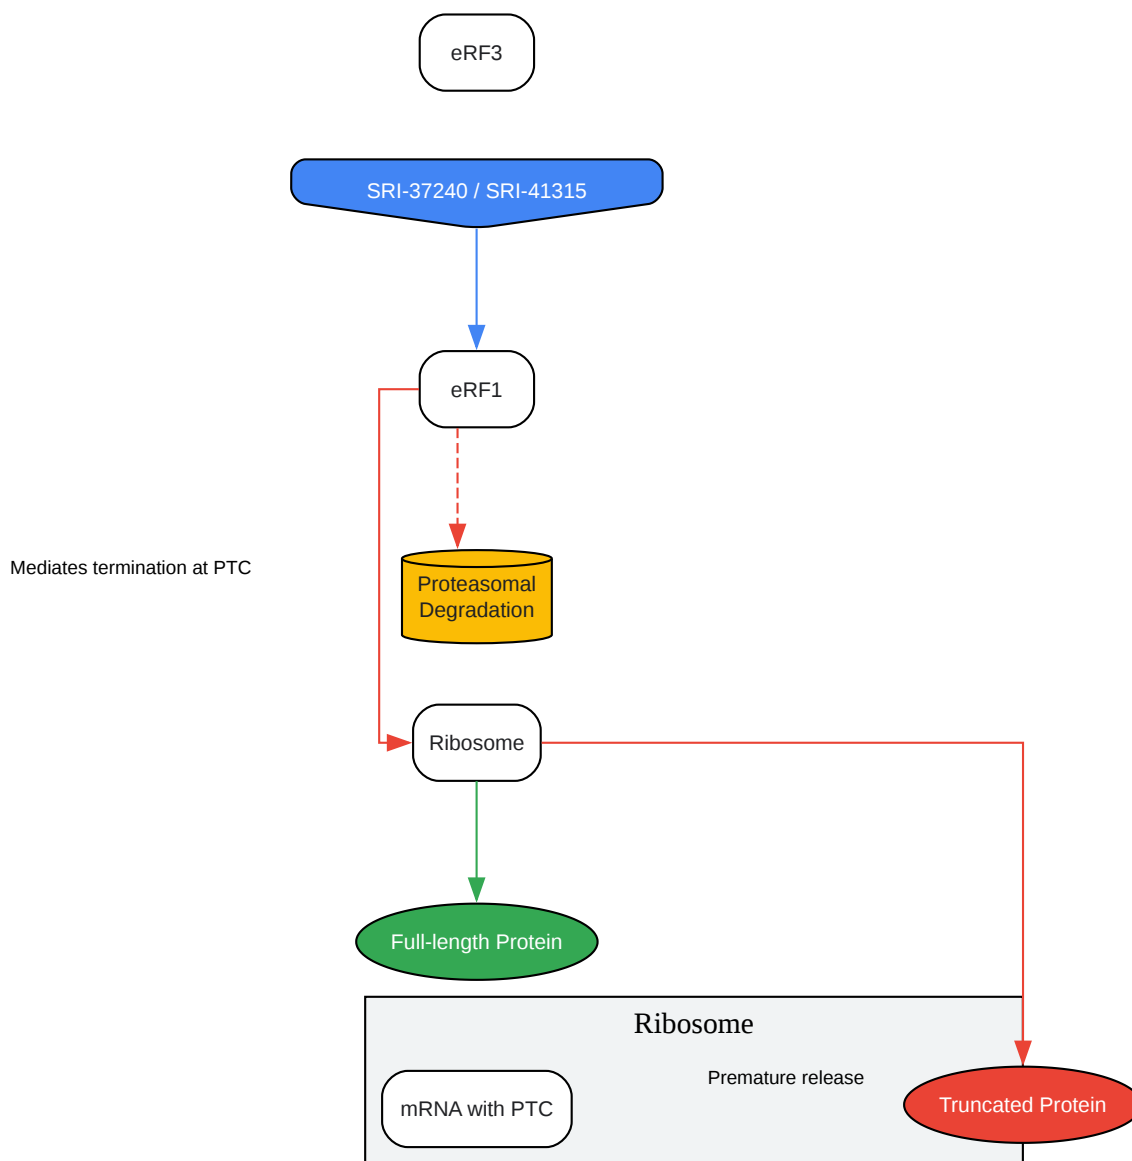 eRF3
SRI-37240 / SRI-41315
eRF1
Mediates termination at PTC
Proteasomal
Degradation
Ribosome
Full-length Protein
Ribosome
Premature release
mRNA with PTC
Truncated Protein